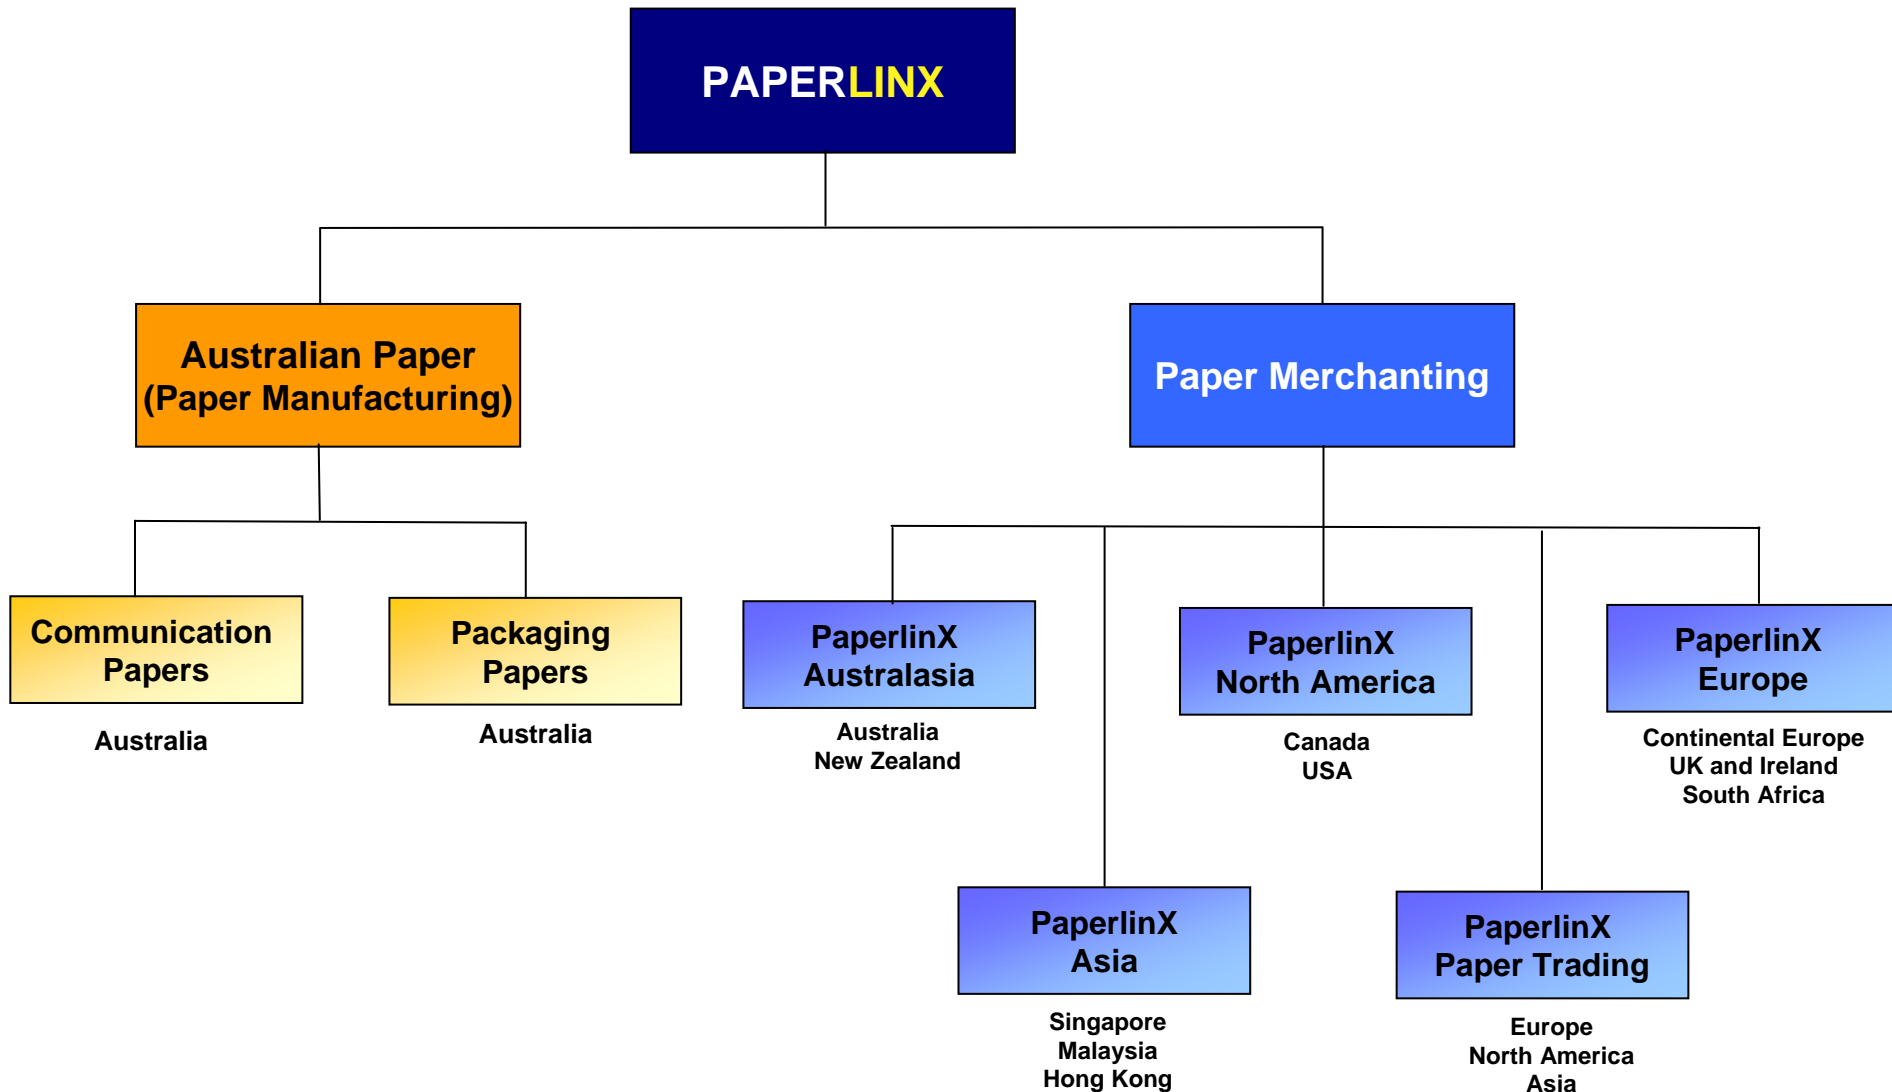 PAPERLINX
Australian Paper
(Paper Manufacturing)
Paper Merchanting
Communication
Papers
Australia
Packaging
Papers
Australia
PaperlinX
Australasia
Australia
New Zealand
PaperlinX
North America
Canada
USA
PaperlinX
Europe
Continental Europe
UK and Ireland
South Africa
PaperlinX
Asia
Singapore
Malaysia
Hong Kong
PaperlinX
Paper Trading
Europe
North America
Asia